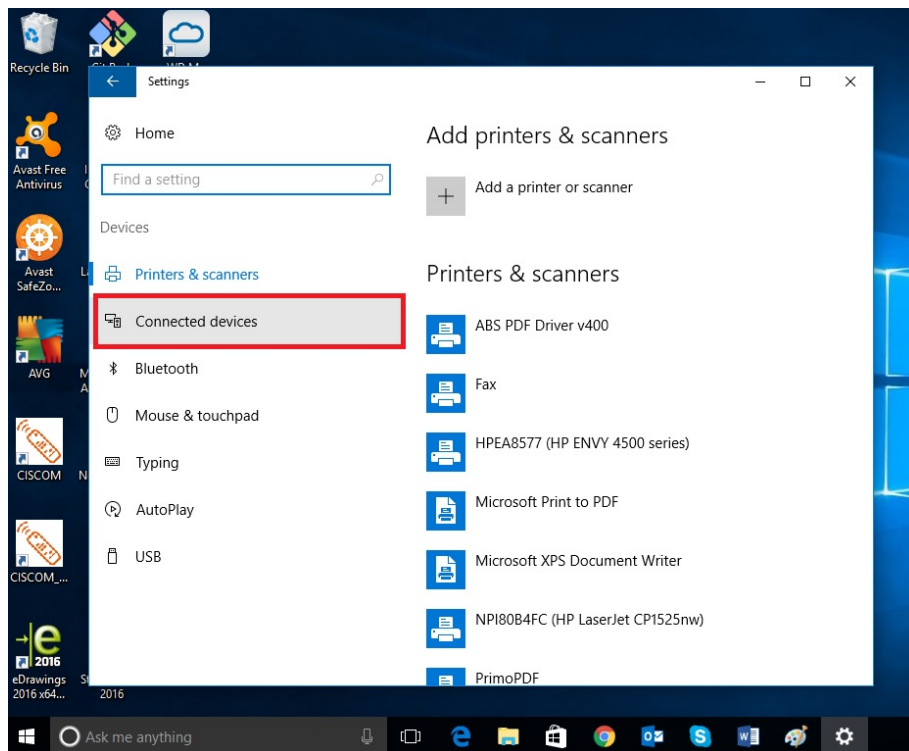 Recycle Bin
Settings
Home
Add printers & scanners
Find a setting
Add a printer or scanner
Avast Free
Antivirus
Devices
Printers & scanners
Printers & scanners
Avast
SafeZo...
Connected devices
ABS PDF Driver v400
Bluetooth
AVG
Fax
Mouse & touchpad
HPEA8577 (HP ENVY 4500 series)
Typing
CISCOM
Microsoft Print to PDF
AutoPlay
USB
Microsoft XPS Document Writer
CISCOM_...
NPI80B4FC (HP LaserJet CP1525nw)
2016
PrimoPDF
eDrawings
2016 x64...
2016
Ask me anything